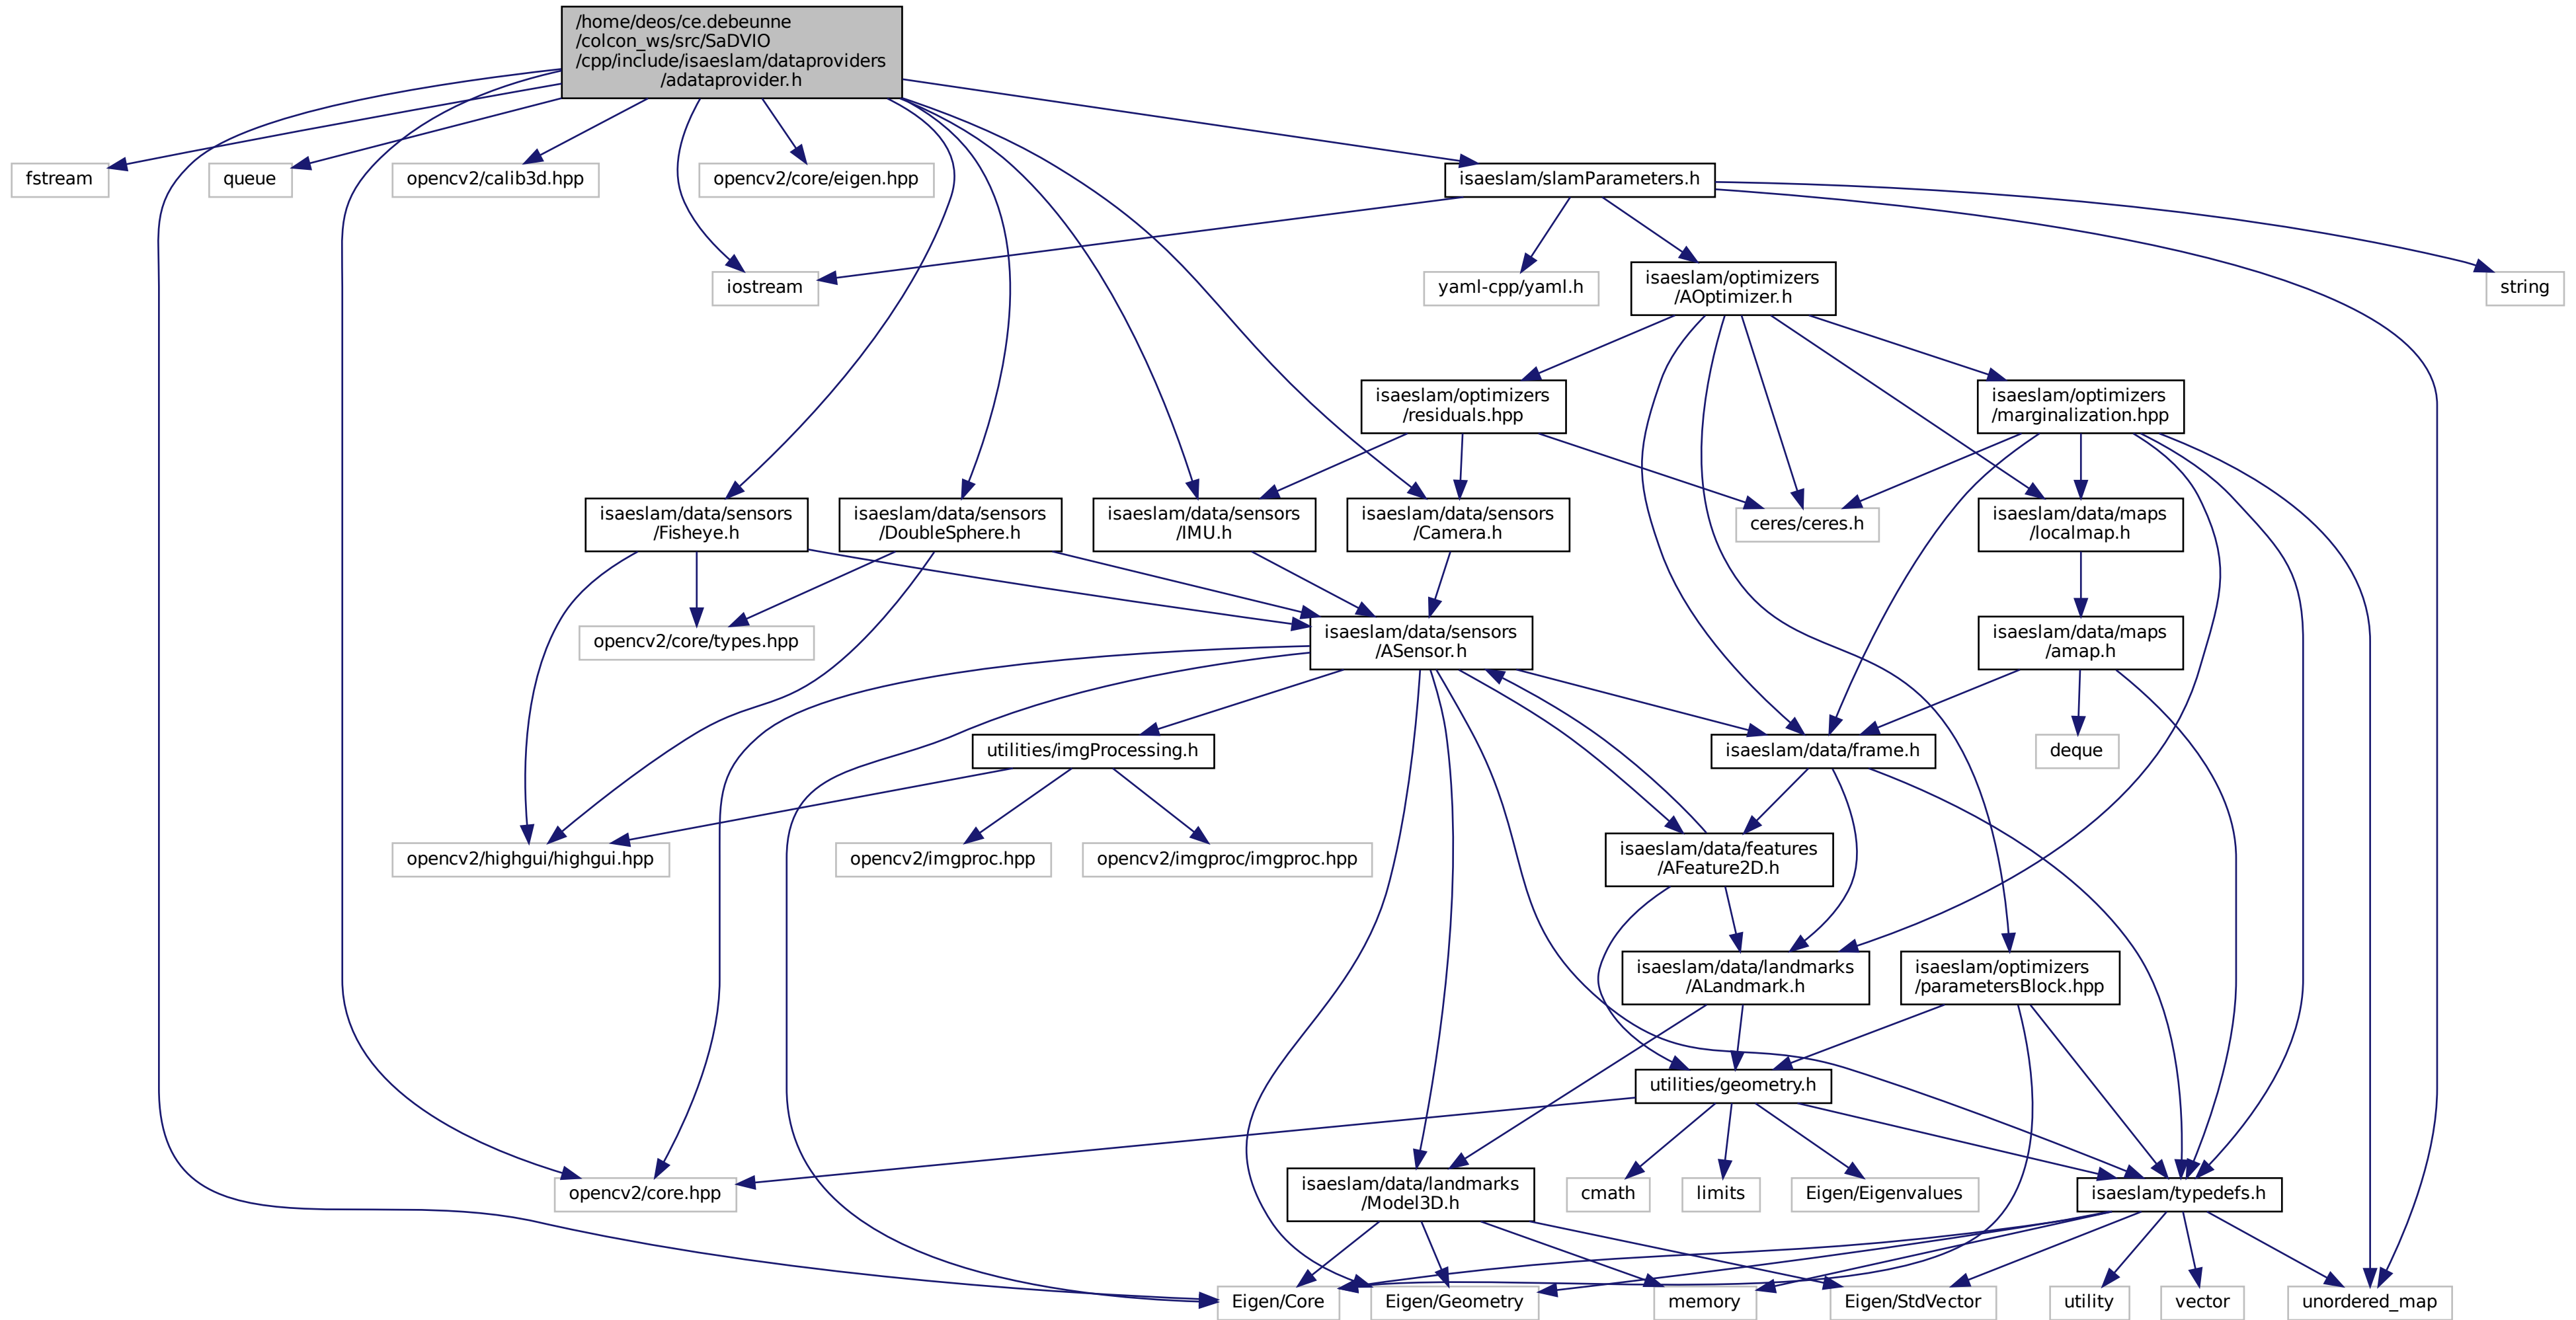 /home/deos/ce.debeunne
/colcon_ws/src/SaDVIO
/cpp/include/isaeslam/dataproviders
/adataprovider.h
fstream
queue
opencv2/calib3d.hpp
opencv2/core/eigen.hpp
isaeslam/slamParameters.h
iostream
yaml-cpp/yaml.h
isaeslam/optimizers
/AOptimizer.h
string
isaeslam/optimizers
/residuals.hpp
isaeslam/optimizers
/marginalization.hpp
isaeslam/data/sensors
/Fisheye.h
isaeslam/data/sensors
/DoubleSphere.h
isaeslam/data/sensors
/IMU.h
isaeslam/data/sensors
/Camera.h
ceres/ceres.h
isaeslam/data/maps
/localmap.h
opencv2/core/types.hpp
isaeslam/data/sensors
/ASensor.h
isaeslam/data/maps
/amap.h
utilities/imgProcessing.h
isaeslam/data/frame.h
deque
opencv2/highgui/highgui.hpp
opencv2/imgproc.hpp
opencv2/imgproc/imgproc.hpp
isaeslam/data/features
/AFeature2D.h
isaeslam/data/landmarks
/ALandmark.h
isaeslam/optimizers
/parametersBlock.hpp
utilities/geometry.h
opencv2/core.hpp
isaeslam/data/landmarks
/Model3D.h
cmath
limits
Eigen/Eigenvalues
isaeslam/typedefs.h
Eigen/Core
Eigen/Geometry
memory
Eigen/StdVector
utility
vector
unordered_map